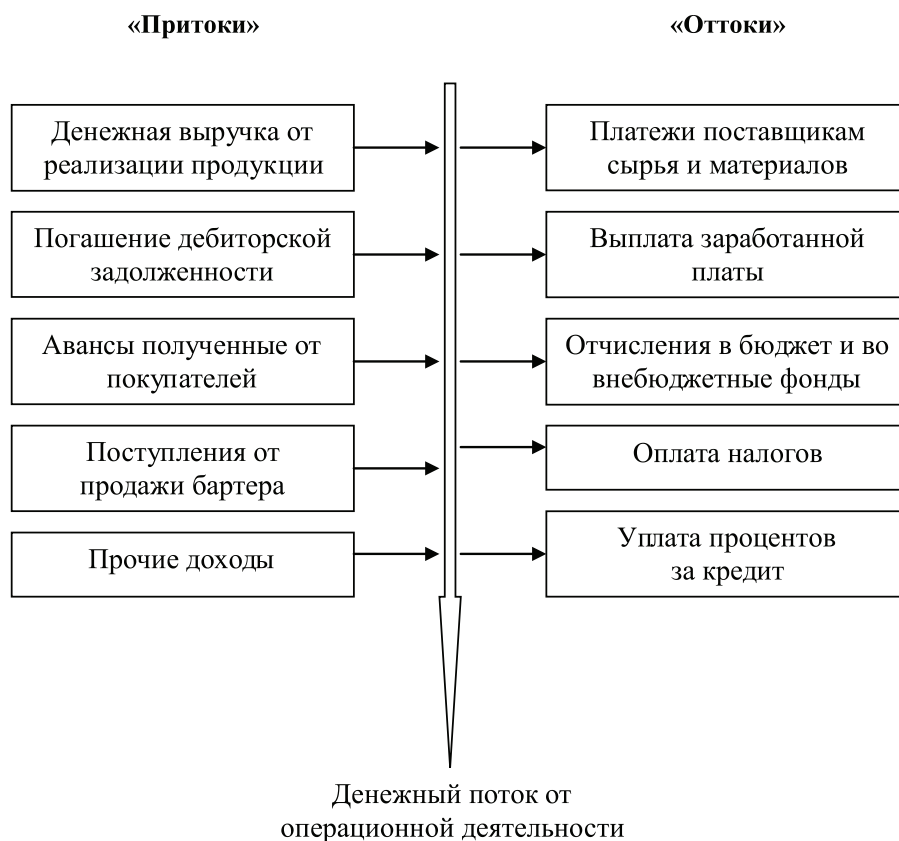 «Притоки»
«Оттоки»
Денежная выручка от
реализации продукции
Платежи поставщикам
сырья и материалов
Погашение дебиторской
задолженности
Выплата заработанной
платы
Авансы полученные от
покупателей
Отчисления в бюджет и во
внебюджетные фонды
Поступления от
продажи бартера
Оплата налогов
Прочие доходы
Уплата процентов
за кредит
Денежный поток от
операционной деятельности